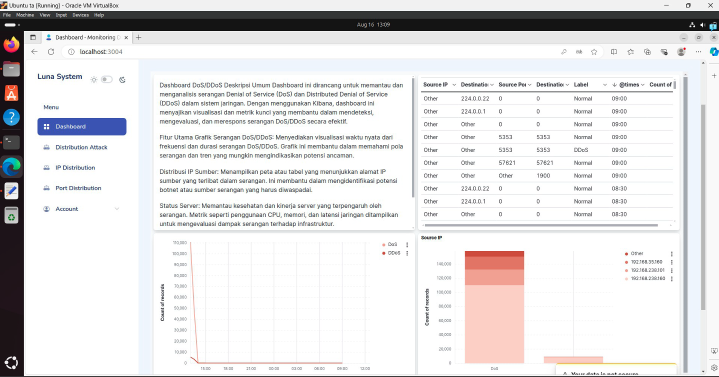 Ubuntu ta [Running] - Oracle VM VirtualBox
File Machine View Input Devices Help
Aug 16 13:09
Dashboard - Monitoring D
localhost:3004
Luna System
Menu
Dashboard
Distribution Attack
IP Distribution
Port Distribution
Account
Dashboard DoS/DDoS Deskripsi Umum Dashboard ini dirancang untuk memantau dan
menganalisis serangan Denial of Service (DoS) dan Distributed Denial of Service
(DDoS) dalam sistem jaringan. Dengan menggunakan Kibana, dashboard ini
menyajikan visualisasi dan metrik kunci yang membantu dalam mendeteksi,
mengevaluasi, dan merespons serangan DoS/DDoS secara efektif.
Fitur Utama Grafik Serangan DoS/DDoS: Menyediakan visualisasi waktu nyata dari
frekuensi dan durasi serangan DoS/DDoS. Grafik ini membantu dalam memahami pola
serangan dan tren yang mungkin mengindikasikan potensi ancaman.
Distribusi IP Sumber: Menampilkan peta atau tabel yang menunjukkan alamat IP
sumber yang terlibat dalam serangan. Ini membantu dalam mengidentifikasi potensi
botnet atau sumber serangan yang harus diwaspadai.
Status Server: Memantau kesehatan dan kinerja server yang terpengaruh oleh
serangan. Metrik seperti penggunaan CPU, memori, dan latensi jaringan ditampilkan
untuk mengevaluasi dampak serangan terhadap infrastruktur.
Source IP Destinatio Source Por Destinatio Label @times Count of
Other 224.0.0.22 0 0 Normal 09:00
Other 224.0.0.1 0 0 Normal 09:00
Other Other 0 0 Normal 09:00
Other Other 5353 5353 Normal 09:00
Other Other 5353 5353 DDoS 09:00
Other Other 57621 57621 Normal 09:00
Other Other Other 1900 Normal 09:00
Other 224.0.0.22 0 0 Normal 08:30
Other 224.0.0.1 0 0 Normal 08:30
Other Other 0 0 Normal 08:30
110,000
100,000
90,000
80,000
70,000
60,000
50,000
40,000
30,000
20,000
10,000
0
Count of records
15:00 18:00 21:00 00:00 03:00 06:00 09:00 12:00
DoS
DDoS
Source IP
140,000
120,000
100,000
80,000
60,000
40,000
20,000
0
Count of records
DoS
Other
192.168.35.160
192.168.238.101
192.168.238.160
Your data is not secure